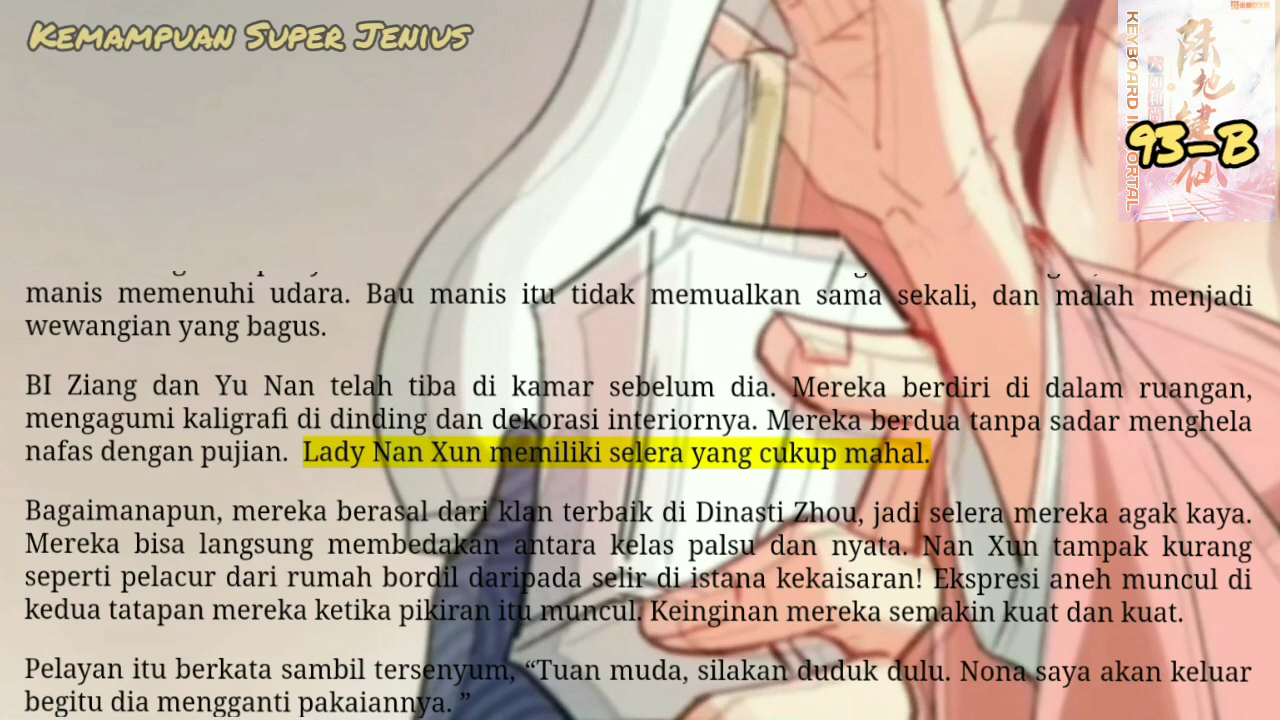 Kemampuan Super Jenius
陆地键仙
93-B
manis memenuhi udara. Bau manis itu tidak memualkan sama sekali, dan malah menjadi
wewangian yang bagus.
BI Ziang dan Yu Nan telah tiba di kamar sebelum dia. Mereka berdiri di dalam ruangan,
mengagumi kaligrafi di dinding dan dekorasi interiornya. Mereka berdua tanpa sadar menghela
nafas dengan pujian. Lady Nan Xun memiliki selera yang cukup mahal.
Bagaimanapun, mereka berasal dari klan terbaik di Dinasti Zhou, jadi selera mereka agak kaya.
Mereka bisa langsung membedakan antara kelas palsu dan nyata. Nan Xun tampak kurang
seperti pelacur dari rumah bordil daripada selir di istana kekaisaran! Ekspresi aneh muncul di
kedua tatapan mereka ketika pikiran itu muncul. Keinginan mereka semakin kuat dan kuat.
Pelayan itu berkata sambil tersenyum, “Tuan muda, silakan duduk dulu. Nona saya akan keluar
begitu dia mengganti pakaiannya. ”